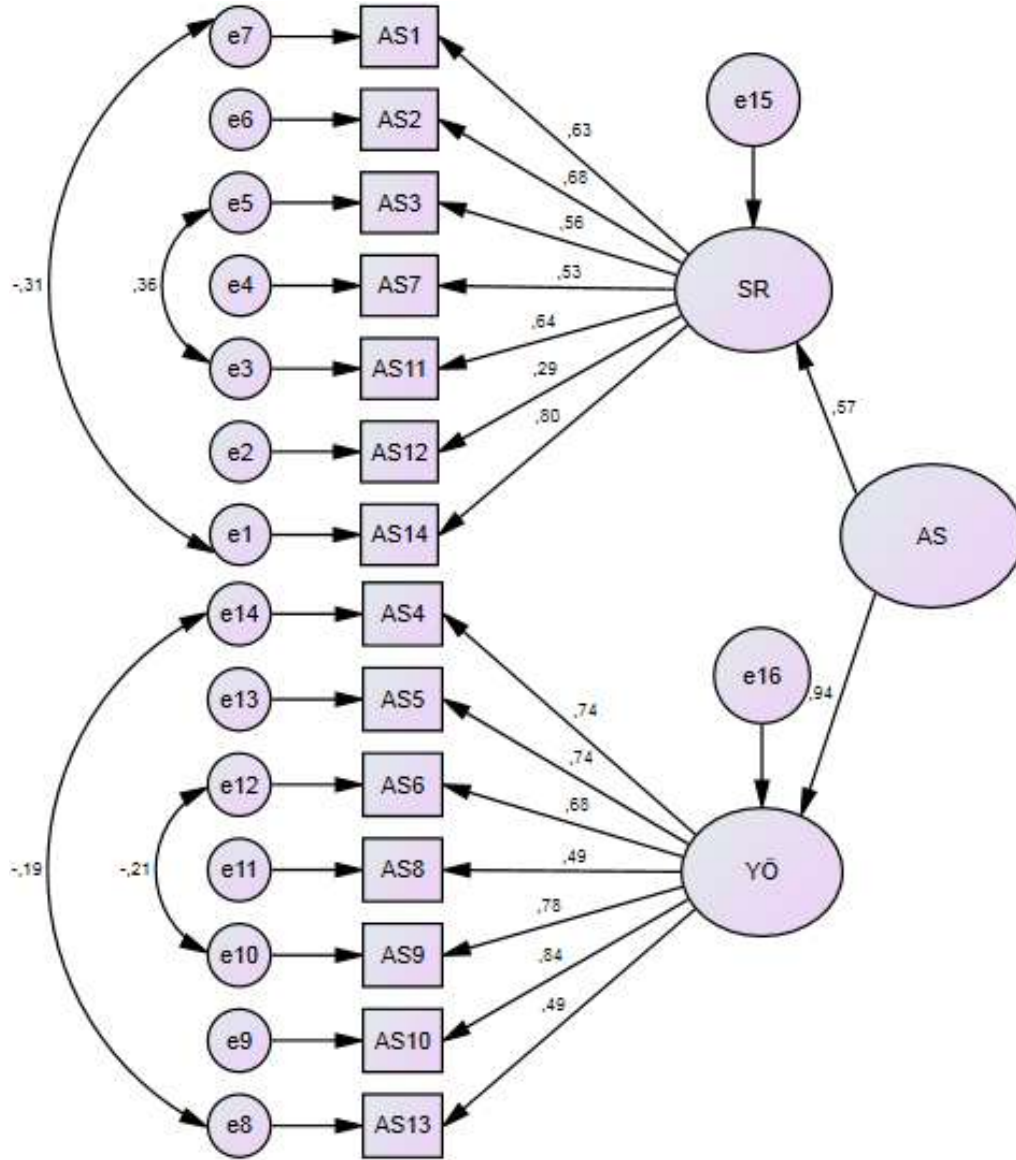 e7 AS1
e15
e6 AS2
,63
,68
e5 AS3
,56
-,31 ,36 e4 AS7 ,53 SR
,64
e3 AS11
,29
,57
,80
e2 AS12
e1 AS14 AS
e14 AS4
e16
e13 AS5 ,94
,74
,74
e12 AS6
,68
-,19 -,21 e11 AS8 ,49 YÖ
,78
e10 AS9
,84
,49
e9 AS10
e8 AS13